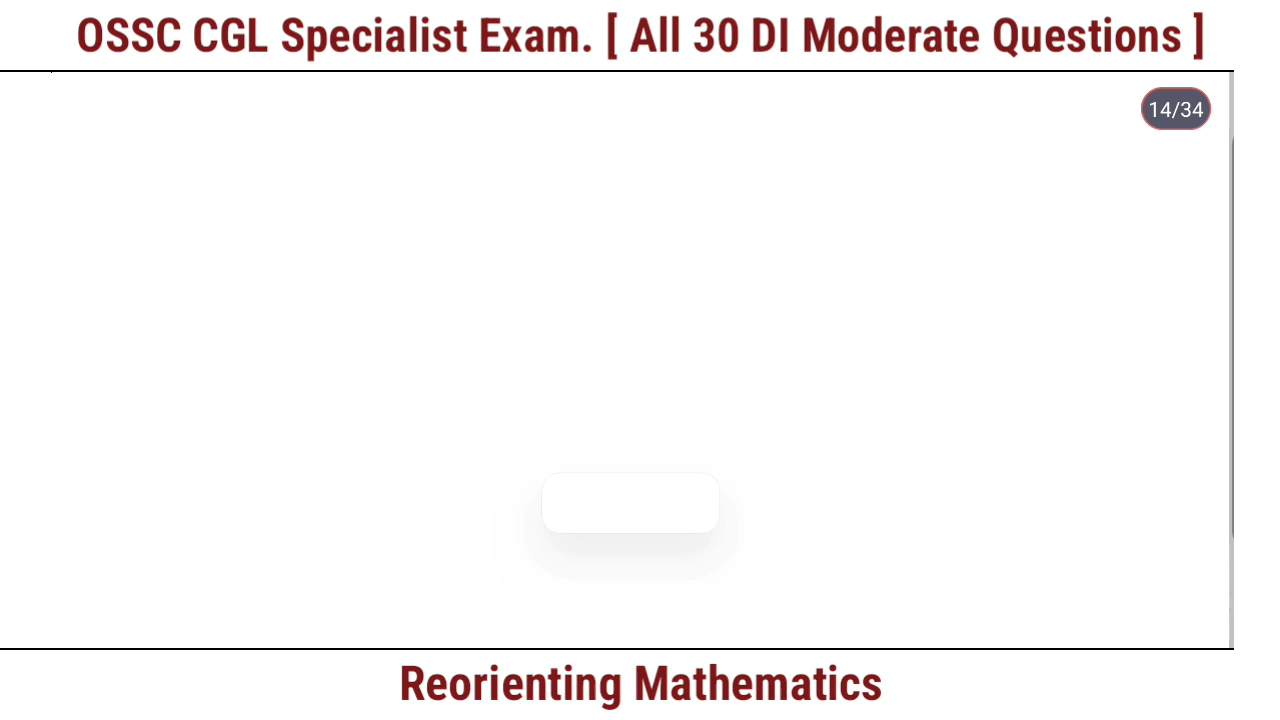 OSSC CGL Specialist Exam. [ All 30 DI Moderate Questions ]
14/34
Reorienting Mathematics